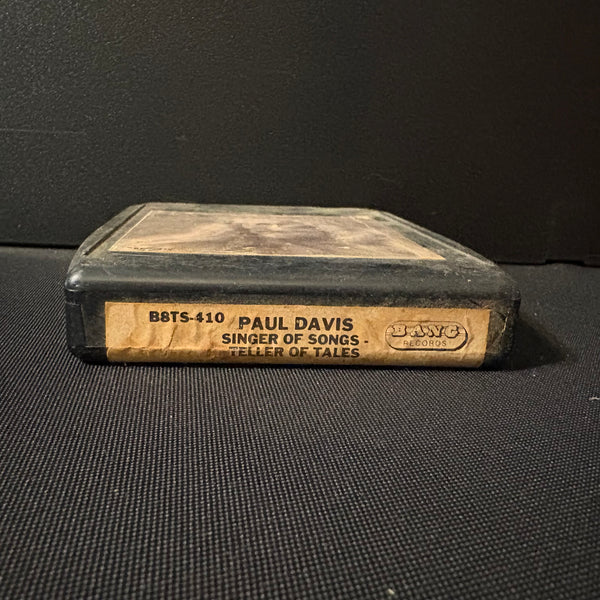 B8TS-410 PAUL DAVIS
SINGER OF SONGS -
TELLER OF TALES
BANG
RECORDS